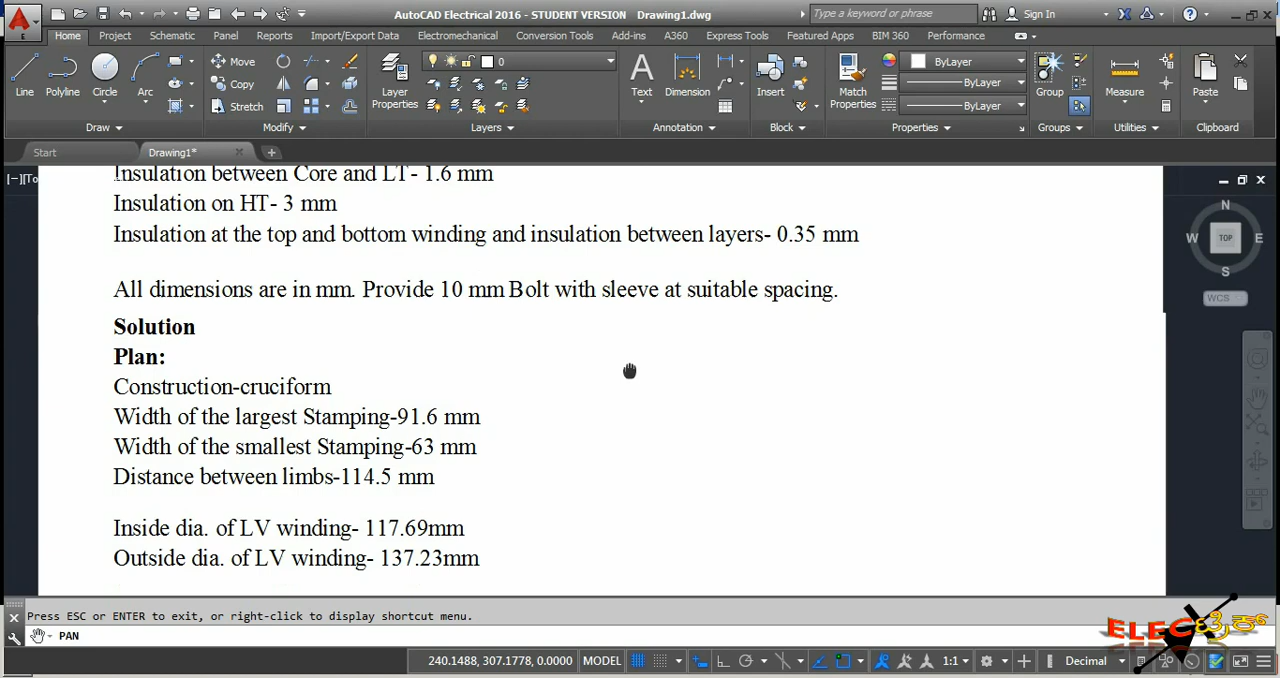 AutoCAD Electrical 2016 - STUDENT VERSION Drawing1.dwg
Type a keyword or phrase
Sign In
Home Project Schematic Panel Reports Import/Export Data Electromechanical Conversion Tools Add-ins A360 Express Tools Featured Apps BIM 360 Performance
Line Polyline Circle Arc
Move
Copy
Stretch
Layer Properties
0
Text Dimension
Insert
Match Properties
ByLayer
ByLayer
ByLayer
Group
Measure
Paste
Draw Modify Layers Annotation Block Properties Groups Utilities Clipboard
Start Drawing1*
[−][To
Insulation between Core and LT- 1.6 mm
Insulation on HT- 3 mm
Insulation at the top and bottom winding and insulation between layers- 0.35 mm
All dimensions are in mm. Provide 10 mm Bolt with sleeve at suitable spacing.
Solution
Plan:
Construction-cruciform
Width of the largest Stamping-91.6 mm
Width of the smallest Stamping-63 mm
Distance between limbs-114.5 mm
Inside dia. of LV winding- 117.69mm
Outside dia. of LV winding- 137.23mm
N
W TOP E
S
WCS
Press ESC or ENTER to exit, or right-click to display shortcut menu.
PAN
ELECಟ್ರಿಕ್
240.1488, 307.1778, 0.0000 MODEL 1:1 Decimal